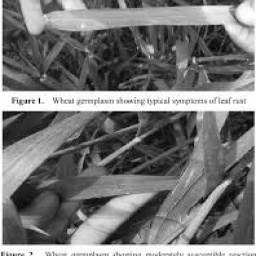 Figure 1. Wheat germplasm showing typical symptoms of leaf rust
Figure 2. Wheat germplasm showing moderately susceptible reaction